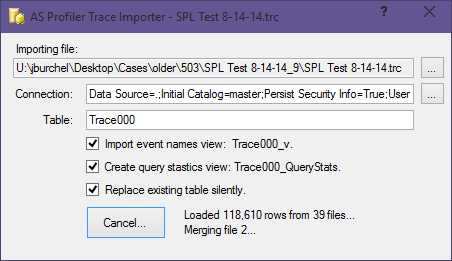 AS Profiler Trace Importer - SPL Test 8-14-14.trc
?
Importing file:
U:\jburchel\Desktop\Cases\older\503\SPL Test 8-14-14_9\SPL Test 8-14-14.trc
...
Connection:
Data Source=.;Initial Catalog=master;Persist Security Info=True;User
...
Table:
Trace000
Import event names view: Trace000_v.
Create query stastics view: Trace000_QueryStats.
Replace existing table silently.
Cancel...
Loaded 118,610 rows from 39 files...
Merging file 2...